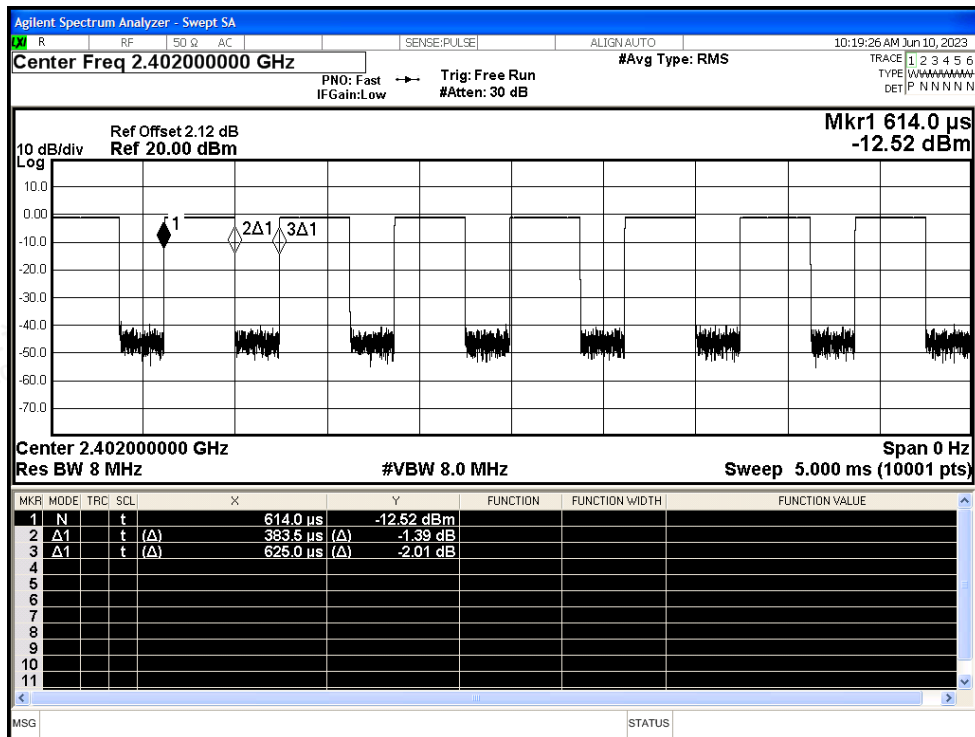 Agilent Spectrum Analyzer - Swept SA
LXI R RF 50 Ω AC SENSE:PULSE ALIGN AUTO 10:19:26 AM Jun 10, 2023
Center Freq 2.402000000 GHz
PNO: Fast
IFGain:Low
Trig: Free Run
#Atten: 30 dB
#Avg Type: RMS
TRACE 1 2 3 4 5 6
TYPE WWWWWW
DET P N N N N N
Mkr1 614.0 µs
-12.52 dBm
Ref Offset 2.12 dB
10 dB/div Ref 20.00 dBm
Log
10.0
0.00
-10.0
-20.0
-30.0
-40.0
-50.0
-60.0
-70.0
1
2Δ1
3Δ1
Center 2.402000000 GHz Span 0 Hz
Res BW 8 MHz #VBW 8.0 MHz Sweep 5.000 ms (10001 pts)
MKR MODE TRC SCL X Y FUNCTION FUNCTION WIDTH FUNCTION VALUE
1 N t 614.0 µs -12.52 dBm
2 Δ1 t (Δ) 383.5 µs (Δ) -1.39 dB
3 Δ1 t (Δ) 625.0 µs (Δ) -2.01 dB
4
5
6
7
8
9
10
11
MSG STATUS